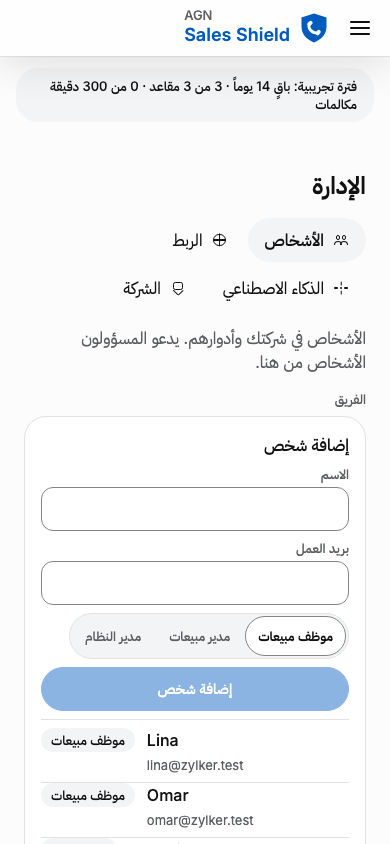 AGN
Sales Shield
فترة تجريبية: باقٍ 14 يوماً · 3 من 3 مقاعد · 0 من 300 دقيقة
مكالمات
الإدارة
الأشخاص
الربط
الذكاء الاصطناعي
الشركة
الأشخاص في شركتك وأدوارهم. يدعو المسؤولون
الأشخاص من هنا.
الفريق
إضافة شخص
الاسم
بريد العمل
موظف مبيعات
مدير مبيعات
مدير النظام
إضافة شخص
Lina
موظف مبيعات
lina@zylker.test
Omar
موظف مبيعات
omar@zylker.test